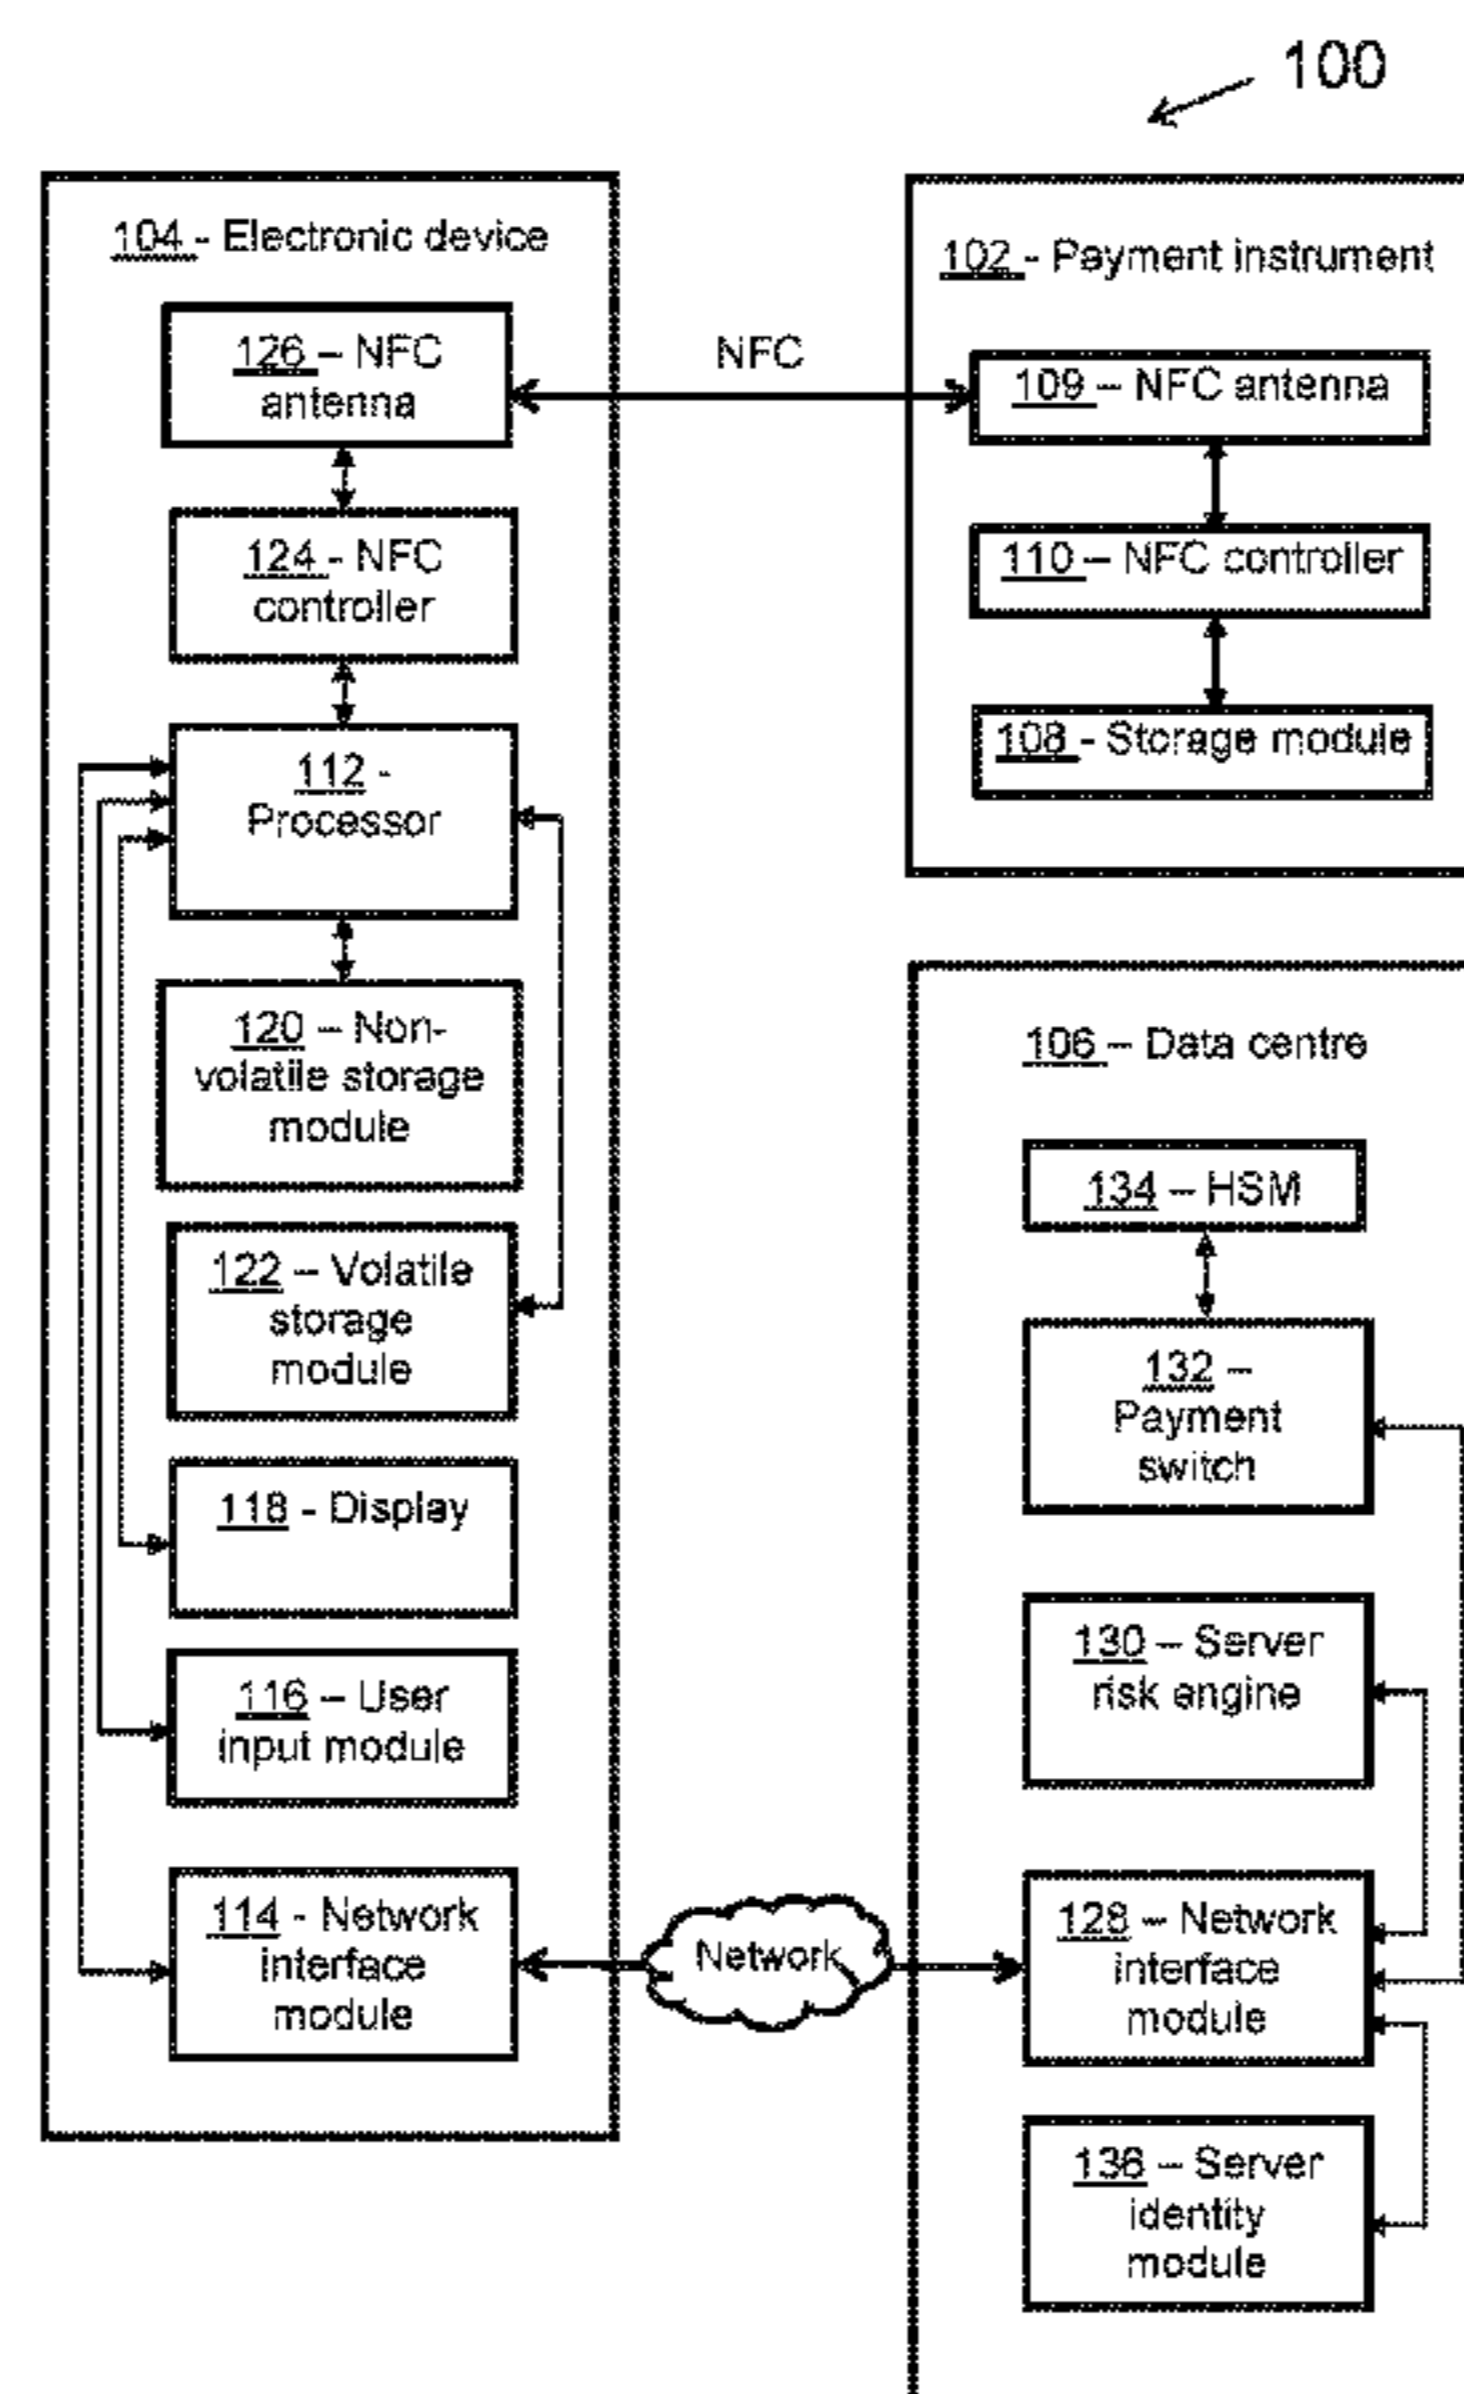 100
104 - Electronic device
126 – NFC
antenna
124 - NFC
controller
112 -
Processor
120 – Non-
volatile storage
module
122 – Volatile
storage
module
118 - Display
116 – User
input module
114 - Network
interface
module
NFC
Network
102 - Payment instrument
109 – NFC antenna
110 – NFC controller
108 - Storage module
106 – Data centre
134 – HSM
132 –
Payment
switch
130 – Server
risk engine
128 – Network
interface
module
136 – Server
identity
module